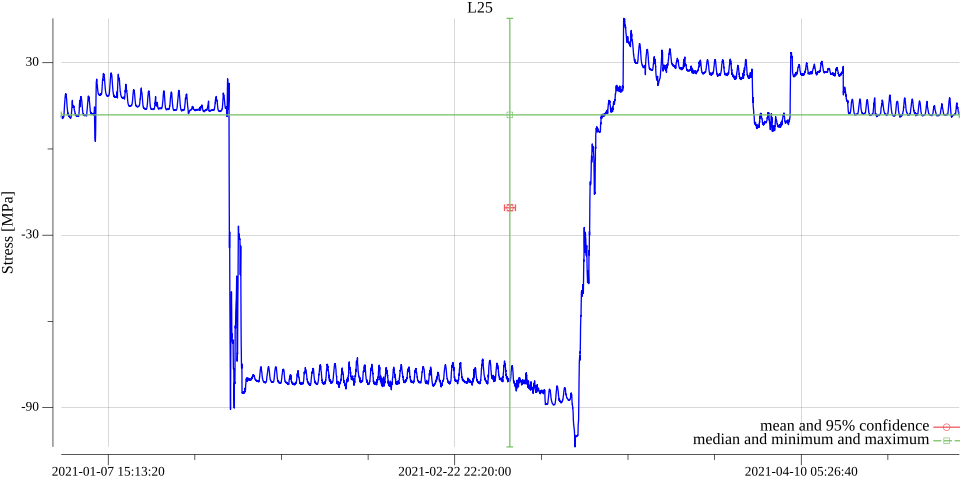 L25
30
-30
-90
Stress [MPa]
mean and 95% confidence
median and minimum and maximum
2021-01-07 15:13:20
2021-02-22 22:20:00
2021-04-10 05:26:40